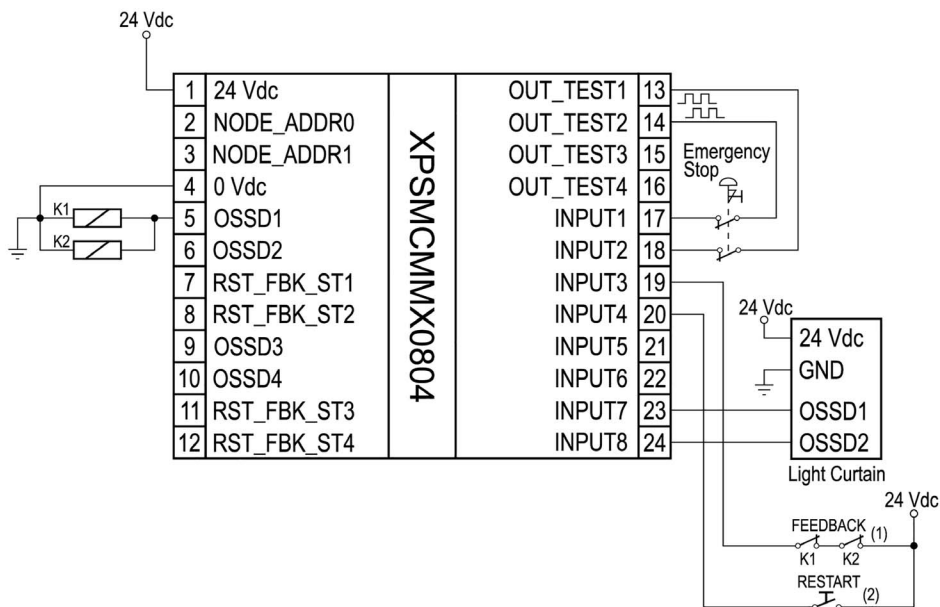 24 Vdc
1 24 Vdc
2 NODE_ADDR0
3 NODE_ADDR1
4 0 Vdc
5 OSSD1
6 OSSD2
7 RST_FBK_ST1
8 RST_FBK_ST2
9 OSSD3
10 OSSD4
11 RST_FBK_ST3
12 RST_FBK_ST4
K1
K2
XPSMCMMX0804
OUT_TEST1 13
OUT_TEST2 14
OUT_TEST3 15
OUT_TEST4 16
INPUT1 17
INPUT2 18
INPUT3 19
INPUT4 20
INPUT5 21
INPUT6 22
INPUT7 23
INPUT8 24
Emergency
Stop
24 Vdc
24 Vdc
GND
OSSD1
OSSD2
Light Curtain
24 Vdc
FEEDBACK (1)
K1 K2
RESTART
(2)